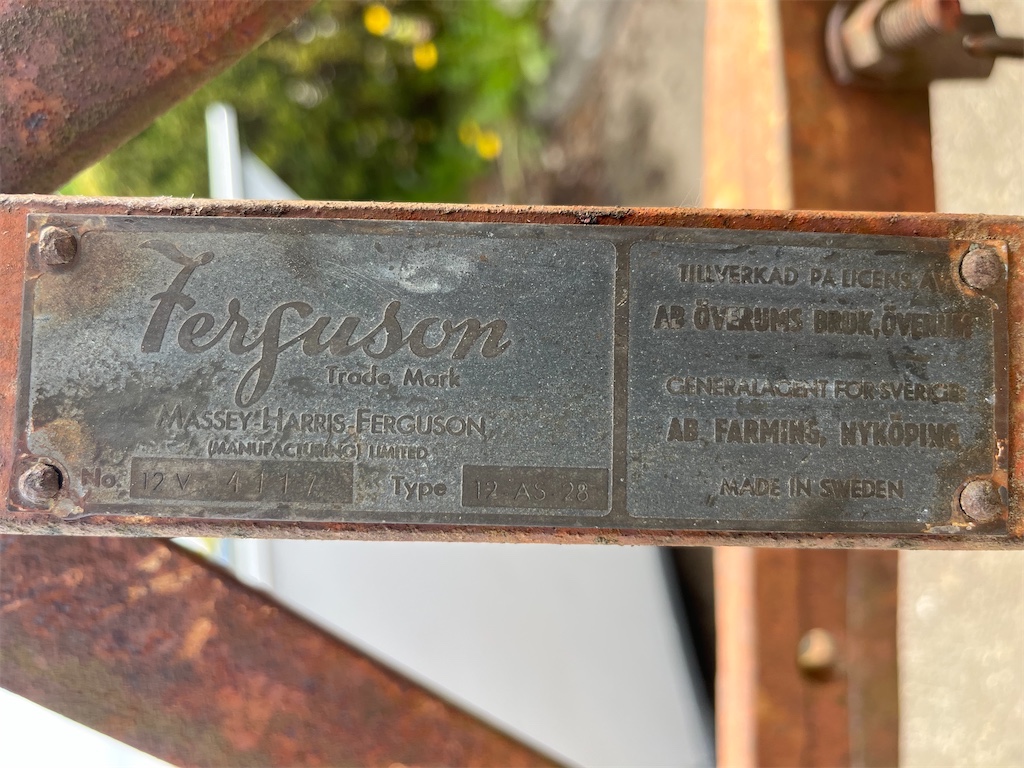 Ferguson
Trade Mark
MASSEY-HARRIS-FERGUSON
(MANUFACTURING) LIMITED
No. 12 V 4117
Type 12 AS 28
TILLVERKAD PÅ LICENS AV
AB ÖVERUMS BRUK, ÖVERUM
GENERALAGENT FÖR SVERIGE:
AB, FARMING, NYKÖPING
MADE IN SWEDEN